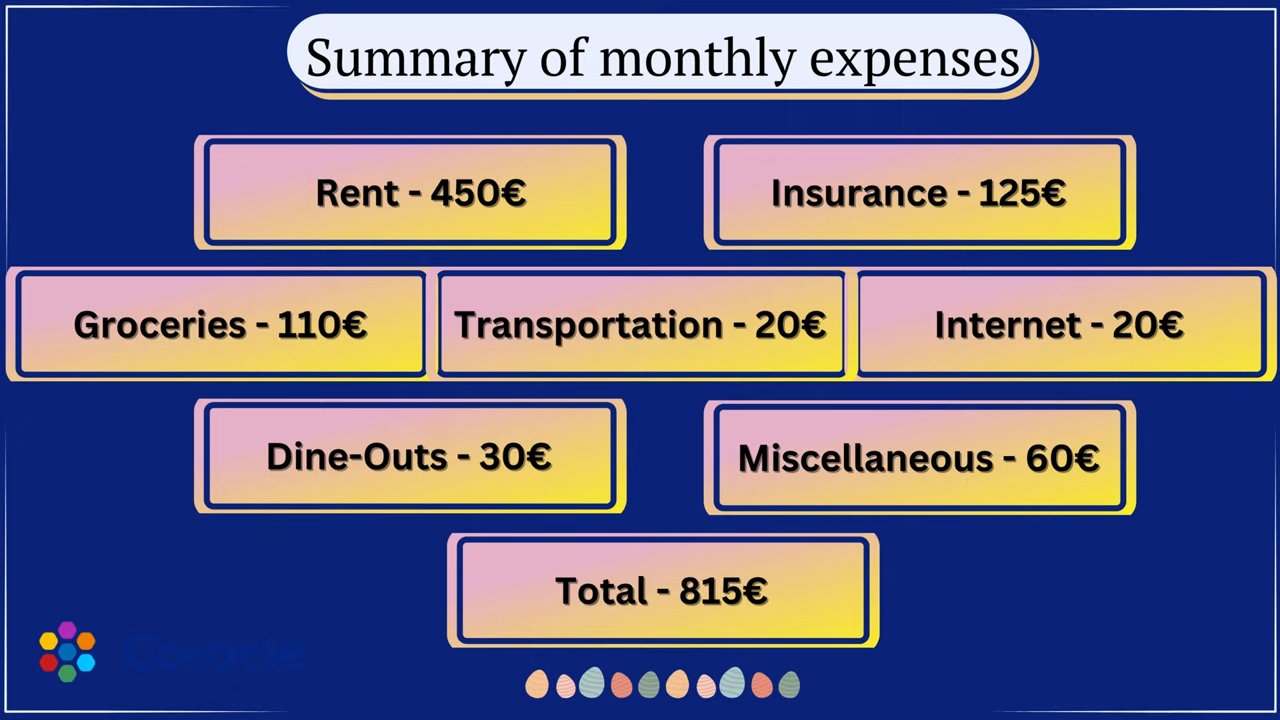 Summary of monthly expenses
Rent - 450€
Insurance - 125€
Groceries - 110€
Transportation - 20€
Internet - 20€
Dine-Outs - 30€
Miscellaneous - 60€
Total - 815€